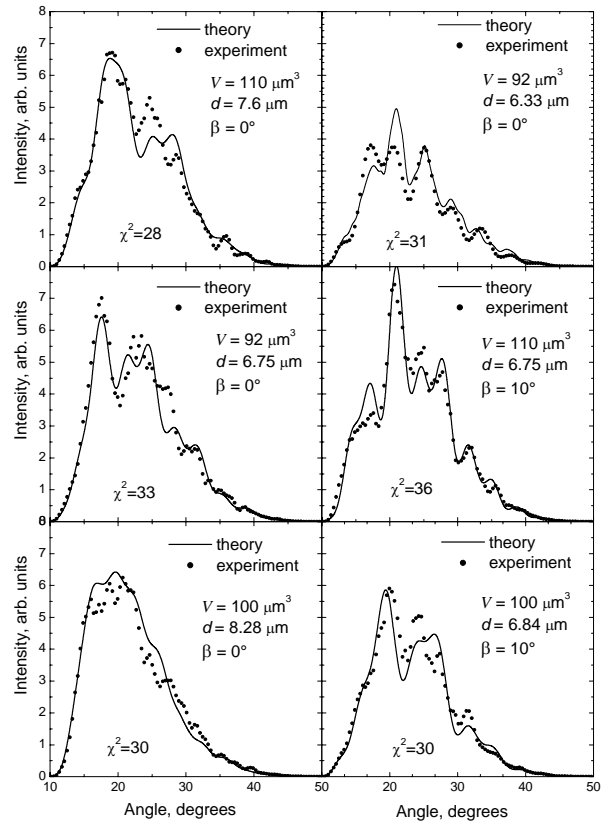 8
7
6
5
4
3
2
1
0
Intensity, arb. units
theory
experiment
V = 110 μm³
d = 7.6 μm
β = 0°
χ²=28
theory
experiment
V = 92 μm³
d = 6.33 μm
β = 0°
χ²=31
7
6
5
4
3
2
1
0
Intensity, arb. units
theory
experiment
V = 92 μm³
d = 6.75 μm
β = 0°
χ²=33
theory
experiment
V = 110 μm³
d = 6.75 μm
β = 10°
χ²=36
7
6
5
4
3
2
1
0
Intensity, arb. units
theory
experiment
V = 100 μm³
d = 8.28 μm
β = 0°
χ²=30
theory
experiment
V = 100 μm³
d = 6.84 μm
β = 10°
χ²=30
10 20 30 40 50 20 30 40 50
Angle, degrees Angle, degrees